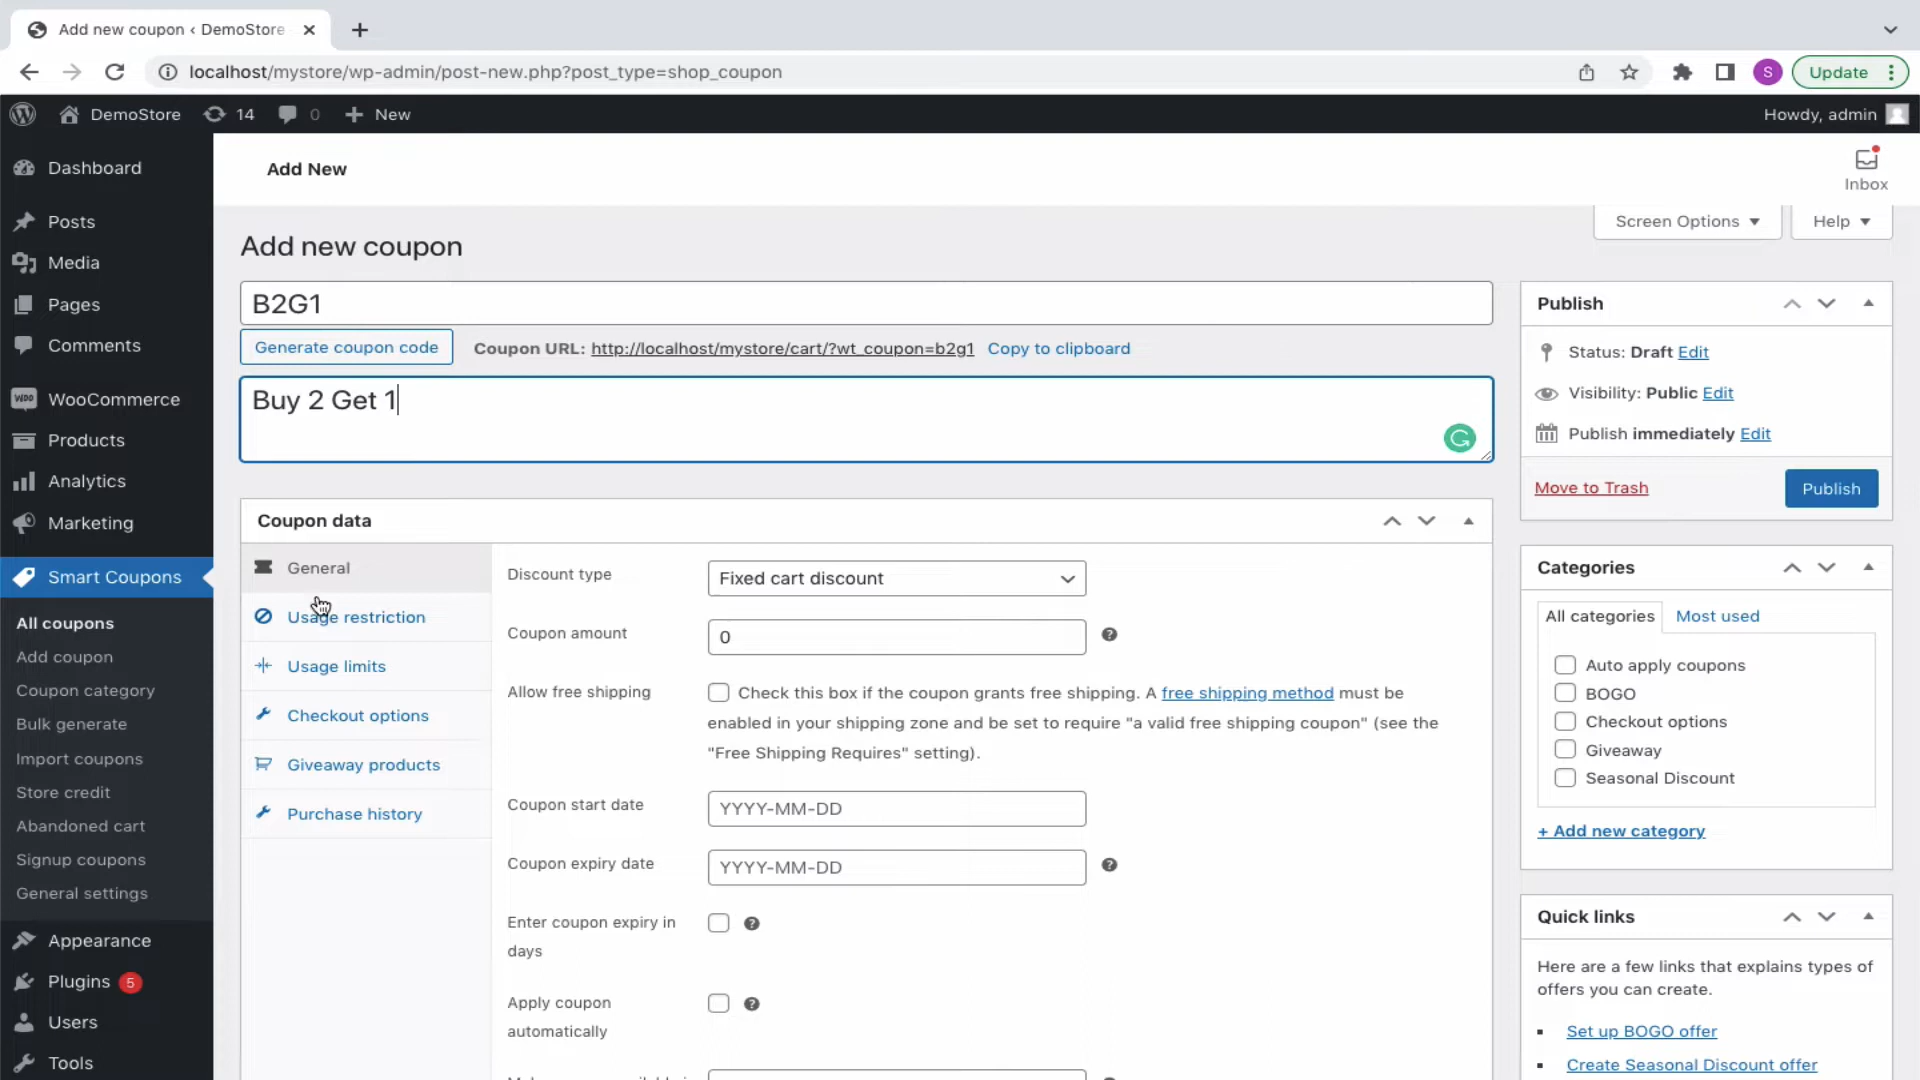 Add new coupon ‹ DemoStore
localhost/mystore/wp-admin/post-new.php?post_type=shop_coupon
S
Update
DemoStore
14
0
New
Howdy, admin
Dashboard
Posts
Media
Pages
Comments
Woo
WooCommerce
Products
Analytics
Marketing
Smart Coupons
All coupons
Add coupon
Coupon category
Bulk generate
Import coupons
Store credit
Abandoned cart
Signup coupons
General settings
Appearance
Plugins 5
Users
Tools
Add New
Inbox
Screen Options
Help
Add new coupon
B2G1
Generate coupon code
Coupon URL: http://localhost/mystore/cart/?wt_coupon=b2g1 Copy to clipboard
Buy 2 Get 1
Coupon data
General
Usage restriction
Usage limits
Checkout options
Giveaway products
Purchase history
Discount type
Fixed cart discount
Coupon amount
0
Allow free shipping
Check this box if the coupon grants free shipping. A free shipping method must be
enabled in your shipping zone and be set to require "a valid free shipping coupon" (see the
"Free Shipping Requires" setting).
Coupon start date
YYYY-MM-DD
Coupon expiry date
YYYY-MM-DD
Enter coupon expiry in
days
Apply coupon
automatically
Publish
Status: Draft Edit
Visibility: Public Edit
Publish immediately Edit
Move to Trash
Publish
Categories
All categories
Most used
Auto apply coupons
BOGO
Checkout options
Giveaway
Seasonal Discount
+ Add new category
Quick links
Here are a few links that explains types of
offers you can create.
Set up BOGO offer
Create Seasonal Discount offer